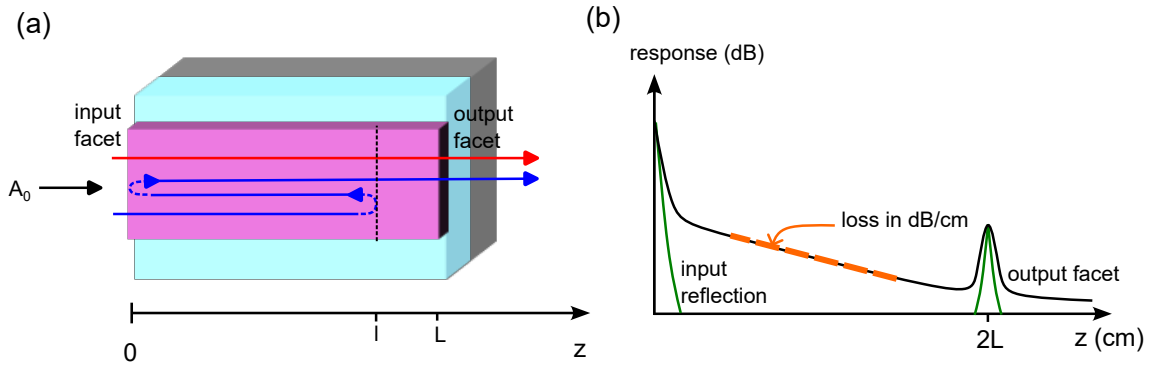 (a)
input
facet
output
facet
A0
0
l
L
z
(b)
response (dB)
loss in dB/cm
input
reflection
output facet
2L
z (cm)